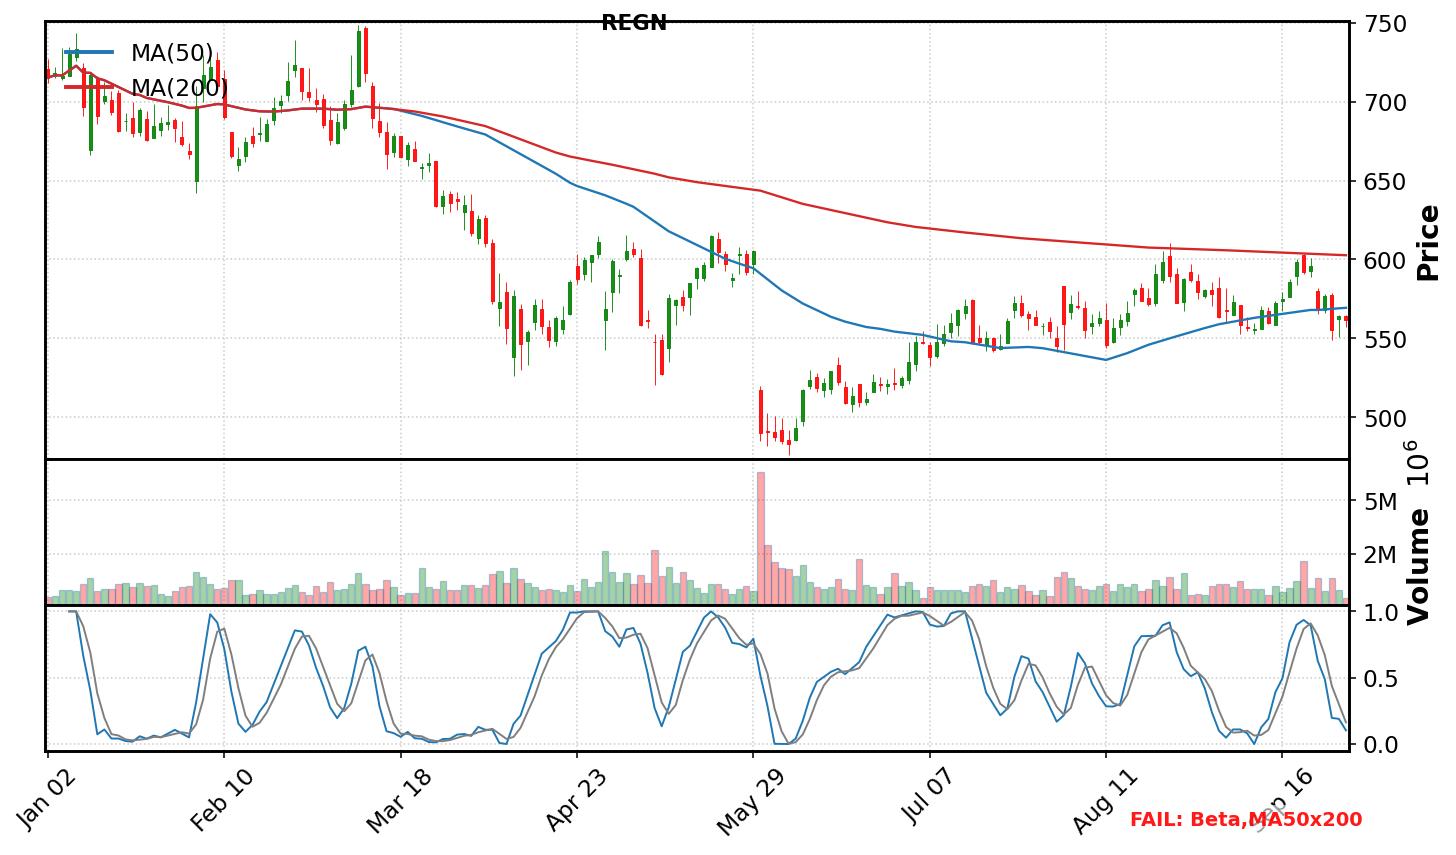 REGN
MA(50)
MA(200)
750
700
650
600
550
500
Price
10^6
5M
2M
Volume
1.0
0.5
0.0
Jan 02
Feb 10
Mar 18
Apr 23
May 29
Jul 07
Aug 11
Sep 16
FAIL: Beta,MA50x200